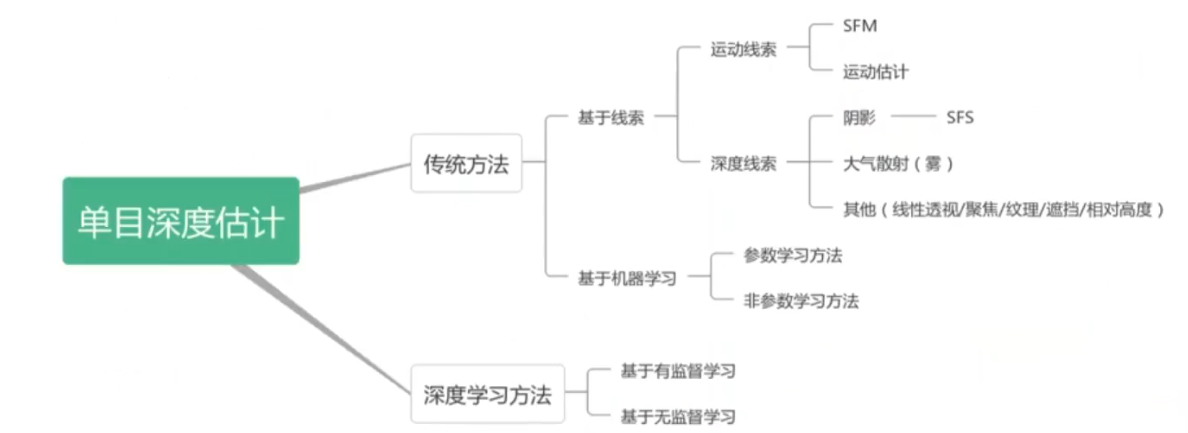 单目深度估计
传统方法
基于线索
运动线索
SFM
运动估计
深度线索
阴影
SFS
大气散射（雾）
其他（线性透视/聚焦/纹理/遮挡/相对高度）
基于机器学习
参数学习方法
非参数学习方法
深度学习方法
基于有监督学习
基于无监督学习